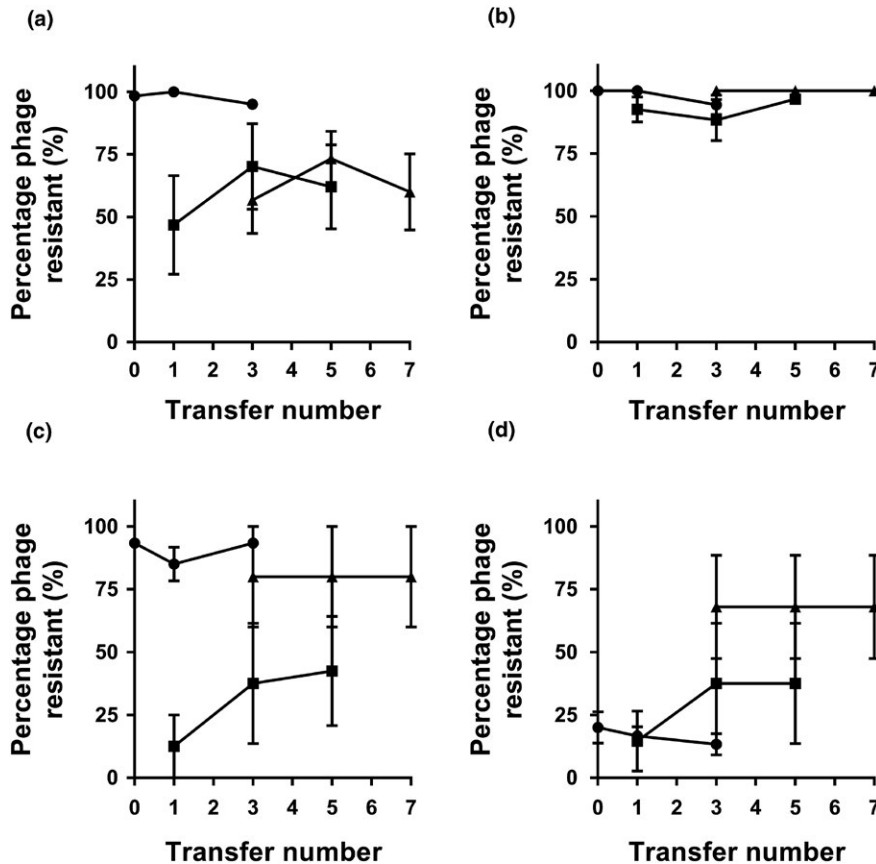 (a)
(b)
Percentage phage
resistant (%)
100
75
50
25
0
0 1 3 2 4 5 6 7
Transfer number
Percentage phage
resistant (%)
100
75
50
25
0
0 1 2 3 4 5 6 7
Transfer number
(c)
(d)
Percentage phage
resistant (%)
100
75
50
25
0
0 1 2 3 4 5 6 7
Transfer number
Percentage phage
resistant (%)
100
75
50
25
0
0 1 2 3 4 5 6 7
Transfer number